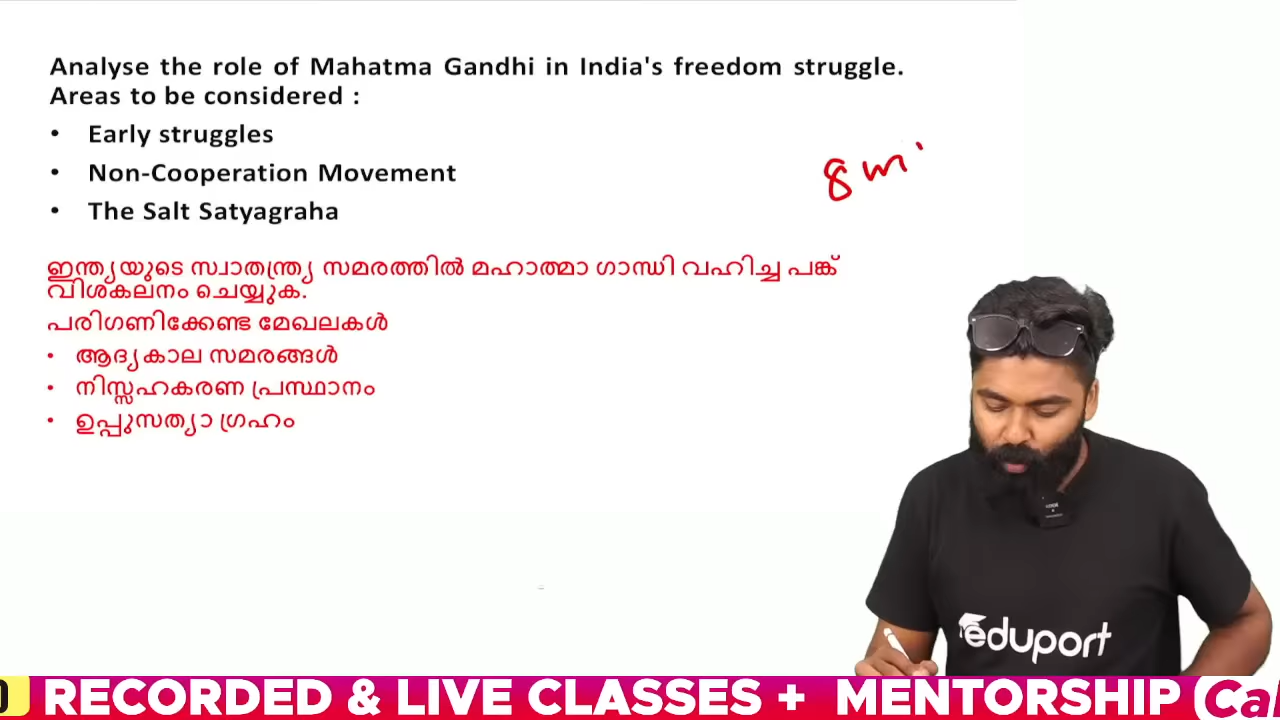 Analyse the role of Mahatma Gandhi in India's freedom struggle.
Areas to be considered :
• Early struggles
• Non-Cooperation Movement
• The Salt Satyagraha
8 m
ഇന്ത്യയുടെ സ്വാതന്ത്ര്യ സമരത്തിൽ മഹാത്മാ ഗാന്ധി വഹിച്ച പങ്ക്
വിശകലനം ചെയ്യുക.
പരിഗണിക്കേണ്ട മേഖലകൾ
• ആദ്യകാല സമരങ്ങൾ
• നിസ്സഹകരണ പ്രസ്ഥാനം
• ഉപ്പുസത്യാ ഗ്രഹം
eduport
RECORDED & LIVE CLASSES + MENTORSHIP (Cal